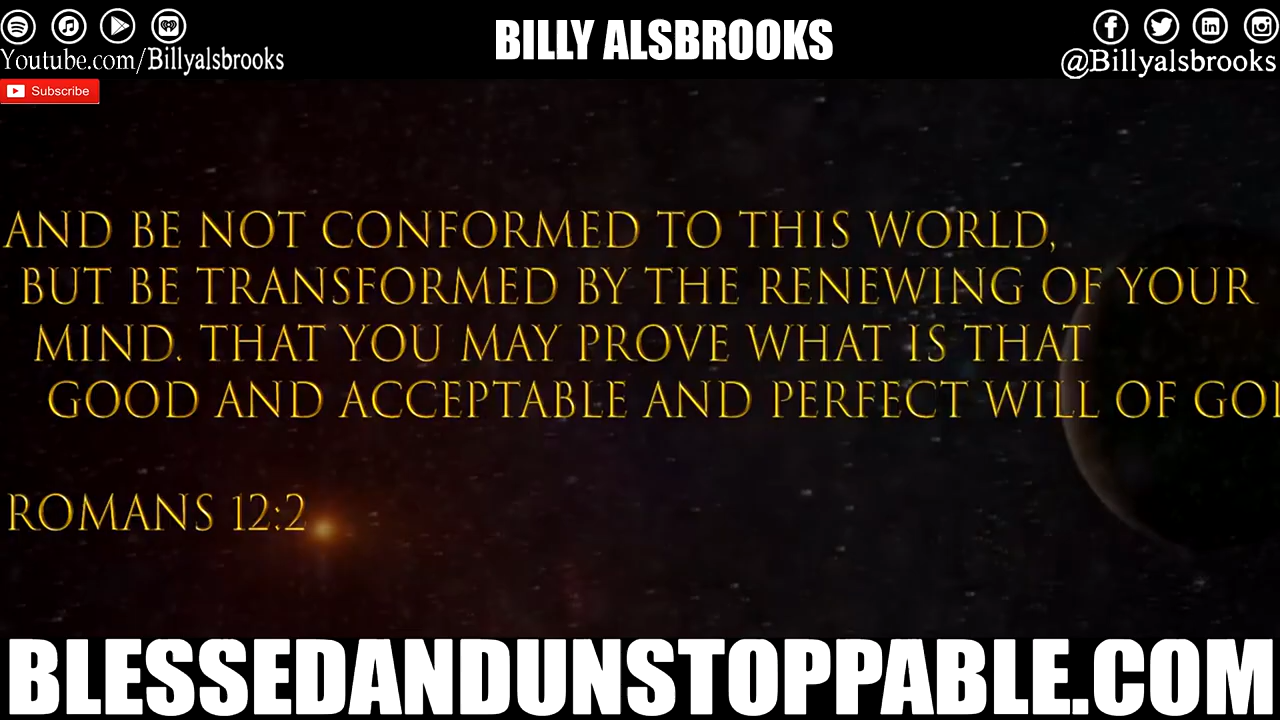 BILLY ALSBROOKS
Youtube.com/Billyalsbrooks
@Billyalsbrooks
Subscribe
AND BE NOT CONFORMED TO THIS WORLD,
BUT BE TRANSFORMED BY THE RENEWING OF YOUR
MIND. THAT YOU MAY PROVE WHAT IS THAT
GOOD AND ACCEPTABLE AND PERFECT WILL OF
ROMANS 12:2
BLESSEDANDUNSTOPPABLE.COM